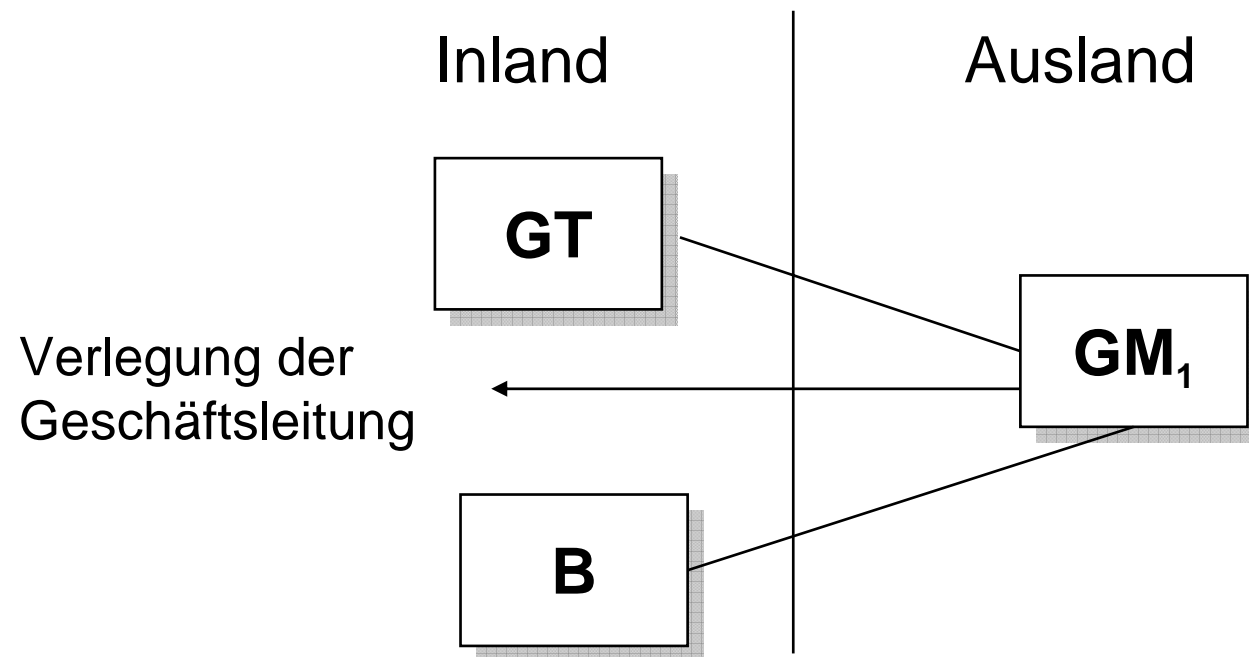 Inland
Ausland
GT
GM₁
Verlegung der
Geschäftsleitung
B